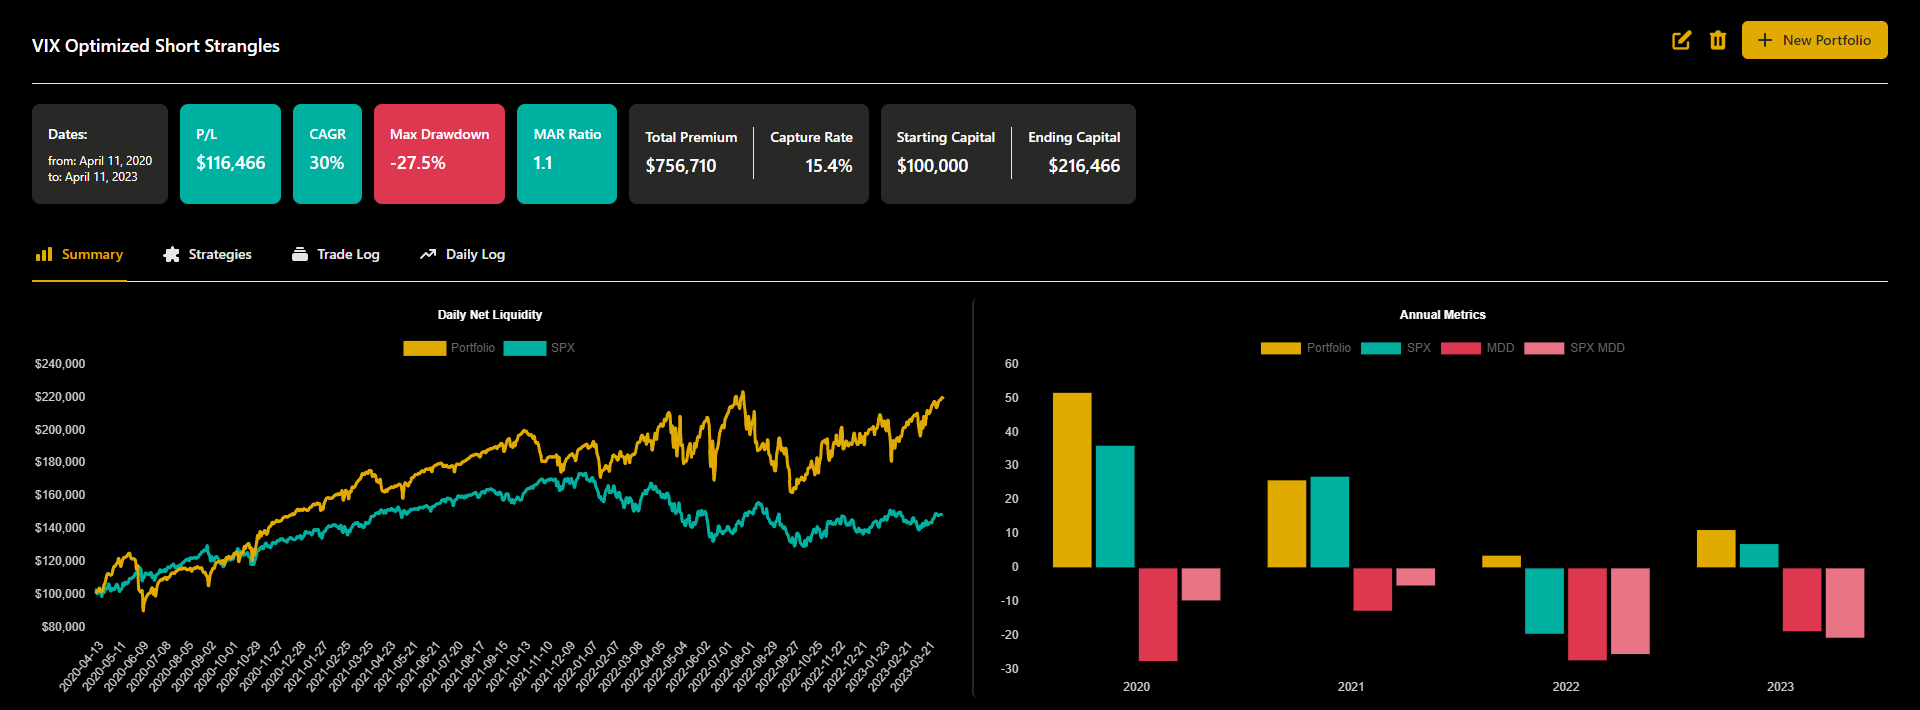 VIX Optimized Short Strangles
New Portfolio
Dates:
from: April 11, 2020
to: April 11, 2023
P/L
$116,466
CAGR
30%
Max Drawdown
-27.5%
MAR Ratio
1.1
Total Premium
$756,710
Capture Rate
15.4%
Starting Capital
$100,000
Ending Capital
$216,466
Summary
Strategies
Trade Log
Daily Log
Daily Net Liquidity
Portfolio
SPX
$240,000
$220,000
$200,000
$180,000
$160,000
$140,000
$120,000
$100,000
$80,000
2020-04-13
2020-05-11
2020-06-09
2020-07-08
2020-08-05
2020-09-02
2020-10-01
2020-10-29
2020-11-27
2020-12-28
2021-01-27
2021-02-25
2021-03-25
2021-04-23
2021-05-21
2021-06-21
2021-07-20
2021-08-17
2021-09-15
2021-10-13
2021-11-10
2021-12-09
2022-01-07
2022-02-07
2022-03-08
2022-04-05
2022-05-04
2022-06-02
2022-07-01
2022-08-01
2022-08-29
2022-09-27
2022-10-25
2022-11-22
2022-12-21
2023-01-23
2023-02-21
2023-03-21
Annual Metrics
Portfolio
SPX
MDD
SPX MDD
60
50
40
30
20
10
0
-10
-20
-30
2020
2021
2022
2023